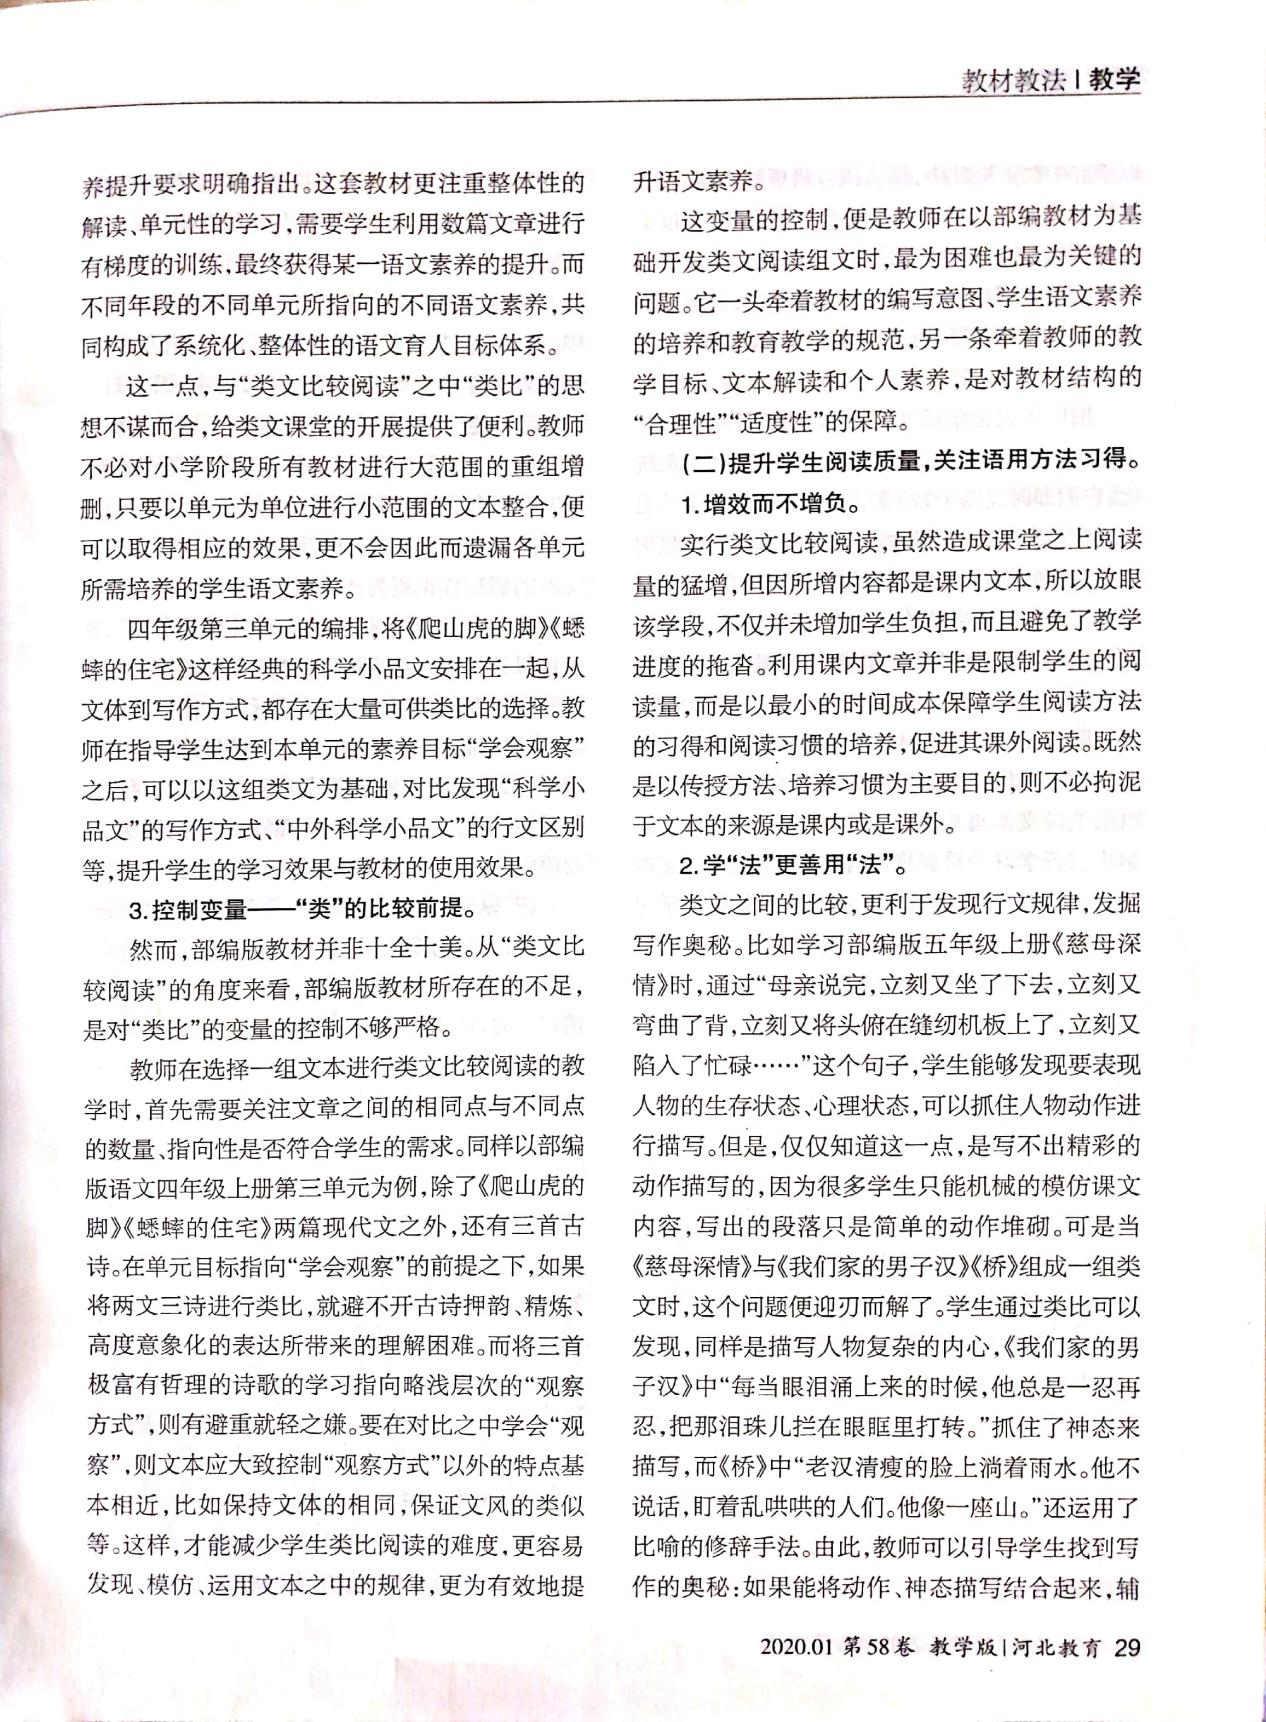 教材教法 | 教学
养提升要求明确指出。这套教材更注重整体性的
解读、单元性的学习，需要学生利用数篇文章进行
有梯度的训练，最终获得某一语文素养的提升。而
不同年段的不同单元所指向的不同语文素养，共
同构成了系统化、整体性的语文育人目标体系。
这一点，与“类文比较阅读”之中“类比”的思
想不谋而合，给类文课堂的开展提供了便利。教师
不必对小学阶段所有教材进行大范围的重组增
删，只要以单元为单位进行小范围的文本整合，便
可以取得相应的效果，更不会因此而遗漏各单元
所需培养的学生语文素养。
四年级第三单元的编排，将《爬山虎的脚》《蟋
蟀的住宅》这样经典的科学小品文安排在一起，从
文体到写作方式，都存在大量可供类比的选择。教
师在指导学生达到本单元的素养目标“学会观察”
之后，可以以这组类文为基础，对比发现“科学小
品文”的写作方式、“中外科学小品文”的行文区别
等，提升学生的学习效果与教材的使用效果。
3.控制变量——“类”的比较前提。
然而，部编版教材并非十全十美。从“类文比
较阅读”的角度来看，部编版教材所存在的不足，
是对“类比”的变量的控制不够严格。
教师在选择一组文本进行类文比较阅读的教
学时，首先需要关注文章之间的相同点与不同点
的数量、指向性是否符合学生的需求。同样以部编
版语文四年级上册第三单元为例，除了《爬山虎的
脚》《蟋蟀的住宅》两篇现代文之外，还有三首古
诗。在单元目标指向“学会观察”的前提之下，如果
将两文三诗进行类比，就避不开古诗押韵、精炼、
高度意象化的表达所带来的理解困难。而将三首
极富有哲理的诗歌的学习指向略浅层次的“观察
方式”，则有避重就轻之嫌。要在对比之中学会“观
察”，则文本应大致控制“观察方式”以外的特点基
本相近，比如保持文体的相同，保证文风的类似
等。这样，才能减少学生类比阅读的难度，更容易
发现、模仿、运用文本之中的规律，更为有效地提
升语文素养。
这变量的控制，便是教师在以部编教材为基
础开发类文阅读组文时，最为困难也最为关键的
问题。它一头牵着教材的编写意图、学生语文素养
的培养和教育教学的规范，另一条牵着教师的教
学目标、文本解读和个人素养，是对教材结构的
“合理性”“适度性”的保障。
（二）提升学生阅读质量，关注语用方法习得。
1.增效而不增负。
实行类文比较阅读，虽然造成课堂之上阅读
量的猛增，但因所增内容都是课内文本，所以放眼
该学段，不仅并未增加学生负担，而且避免了教学
进度的拖沓。利用课内文章并非是限制学生的阅
读量，而是以最小的时间成本保障学生阅读方法
的习得和阅读习惯的培养，促进其课外阅读。既然
是以传授方法、培养习惯为主要目的，则不必拘泥
于文本的来源是课内或是课外。
2.学“法”更善用“法”。
类文之间的比较，更利于发现行文规律，发掘
写作奥秘。比如学习部编版五年级上册《慈母深
情》时，通过“母亲说完，立刻又坐了下去，立刻又
弯曲了背，立刻又将头俯在缝纫机板上了，立刻又
陷入了忙碌……”这个句子，学生能够发现要表现
人物的生存状态、心理状态，可以抓住人物动作进
行描写。但是，仅仅知道这一点，是写不出精彩的
动作描写的，因为很多学生只能机械的模仿课文
内容，写出的段落只是简单的动作堆砌。可是当
《慈母深情》与《我们家的男子汉》《桥》组成一组类
文时，这个问题便迎刃而解了。学生通过类比可以
发现，同样是描写人物复杂的内心，《我们家的男
子汉》中“每当眼泪涌上来的时候，他总是一忍再
忍，把那泪珠儿拦在眼眶里打转。”抓住了神态来
描写，而《桥》中“老汉清瘦的脸上淌着雨水。他不
说话，盯着乱哄哄的人们。他像一座山。”还运用了
比喻的修辞手法。由此，教师可以引导学生找到写
作的奥秘：如果能将动作、神态描写结合起来，辅
2020.01 第58卷 教学版|河北教育 29